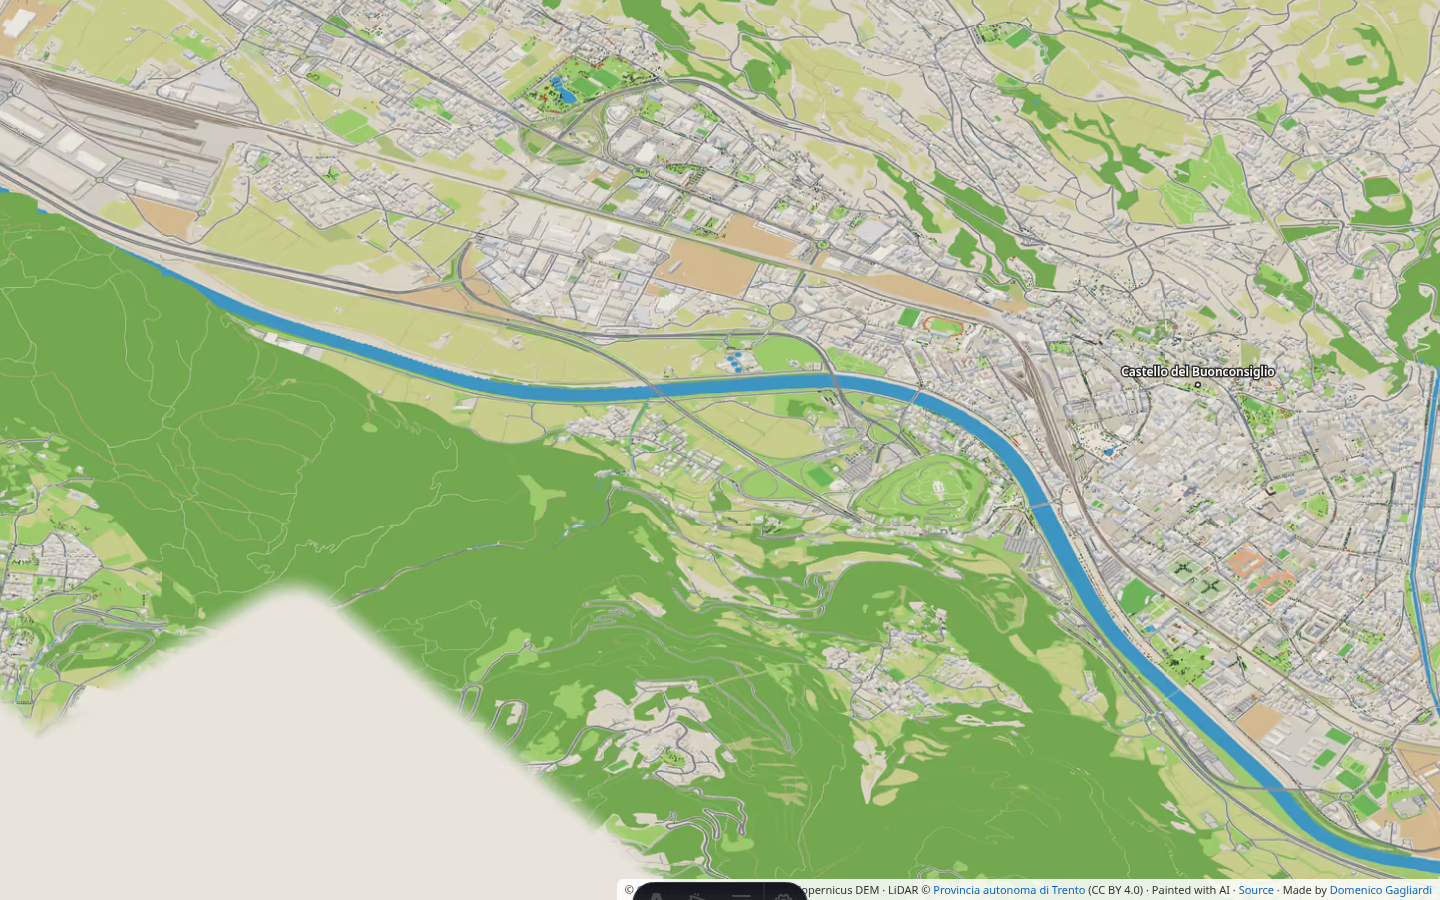 Castello del Buonconsiglio
© opernicus DEM · LiDAR © Provincia autonoma di Trento (CC BY 4.0) · Painted with AI · Source · Made by Domenico Gagliardi